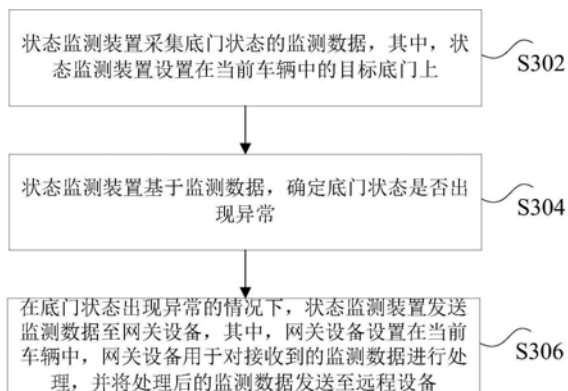 状态监测装置采集底门状态的监测数据，其中，状
态监测装置设置在当前车辆中的目标底门上
S302
状态监测装置基于监测数据，确定底门状态是否出
现异常
S304
在底门状态出现异常的情况下，状态监测装置发送
监测数据至网关设备，其中，网关设备设置在当前
车辆中，网关设备用于对接收到的监测数据进行处
理，并将处理后的监测数据发送至远程设备
S306